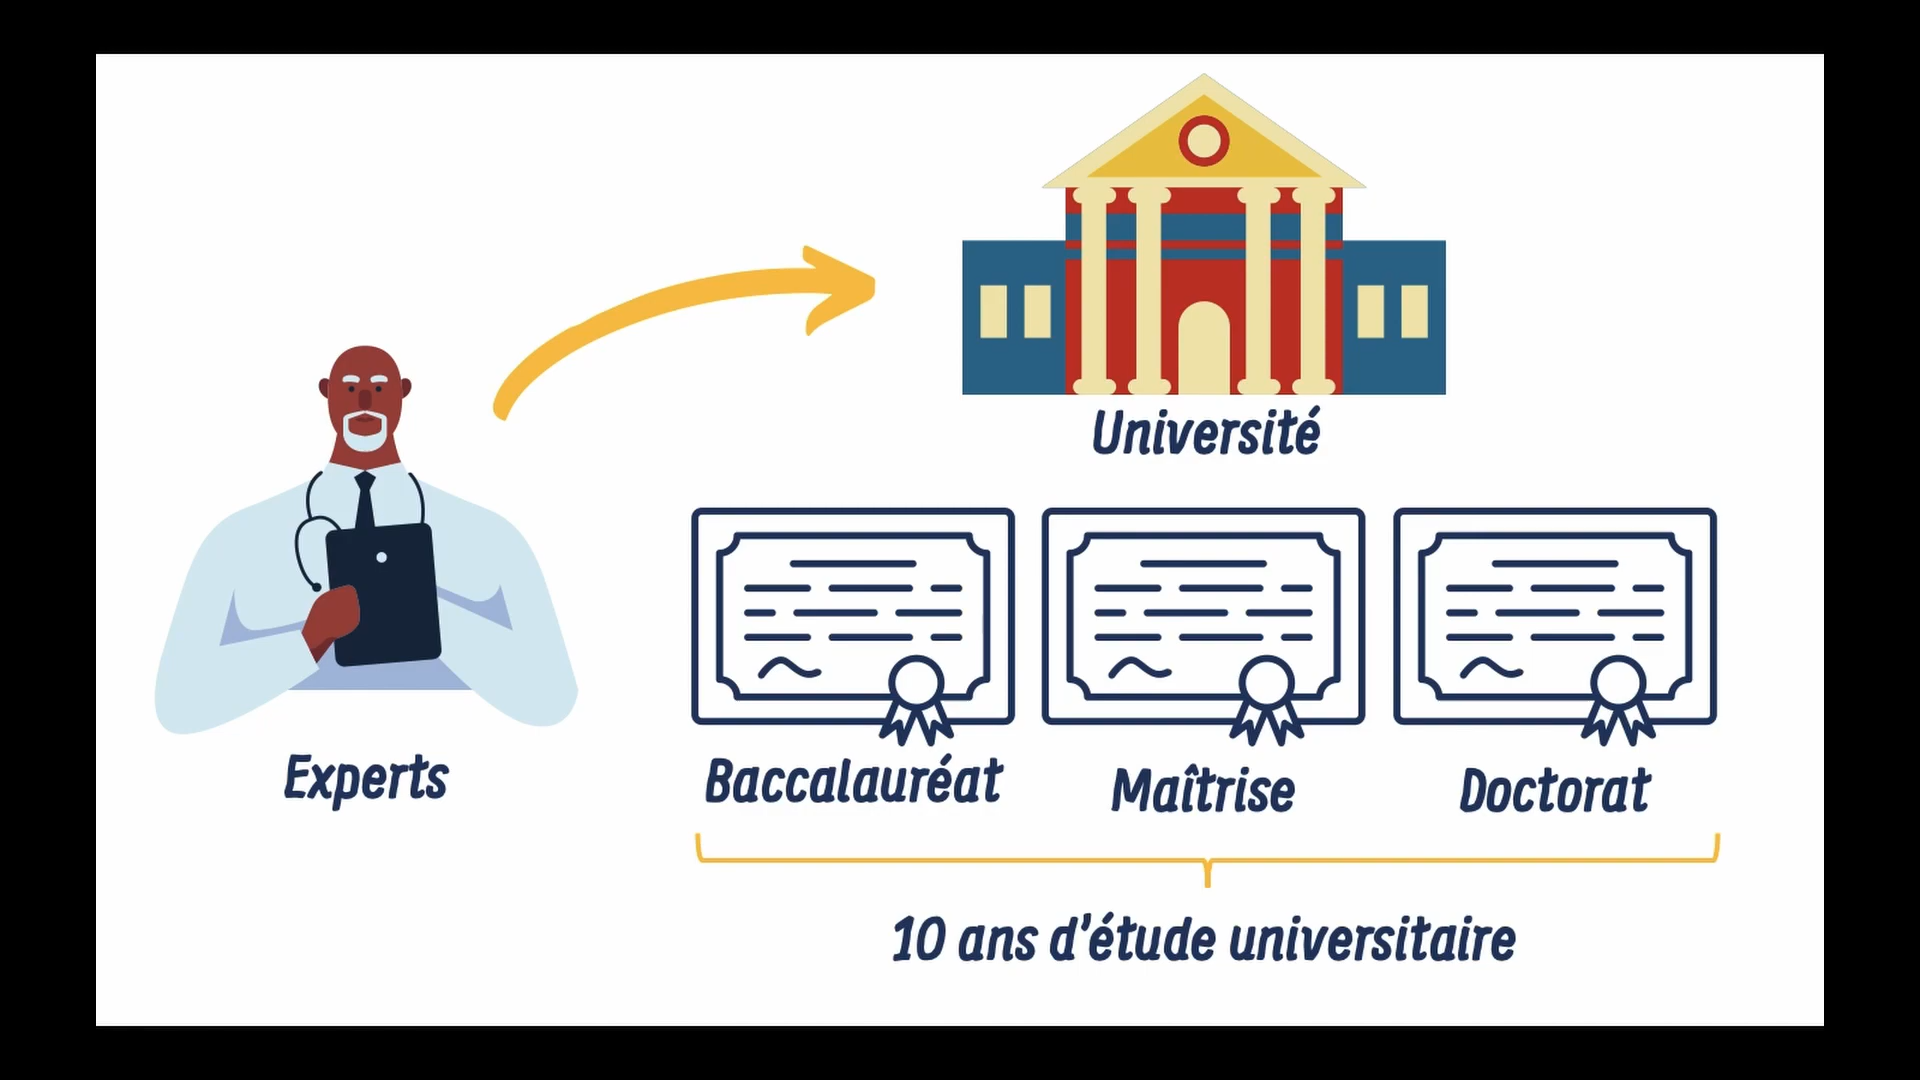 Université
Experts
Baccalauréat
Maîtrise
Doctorat
10 ans d'étude universitaire